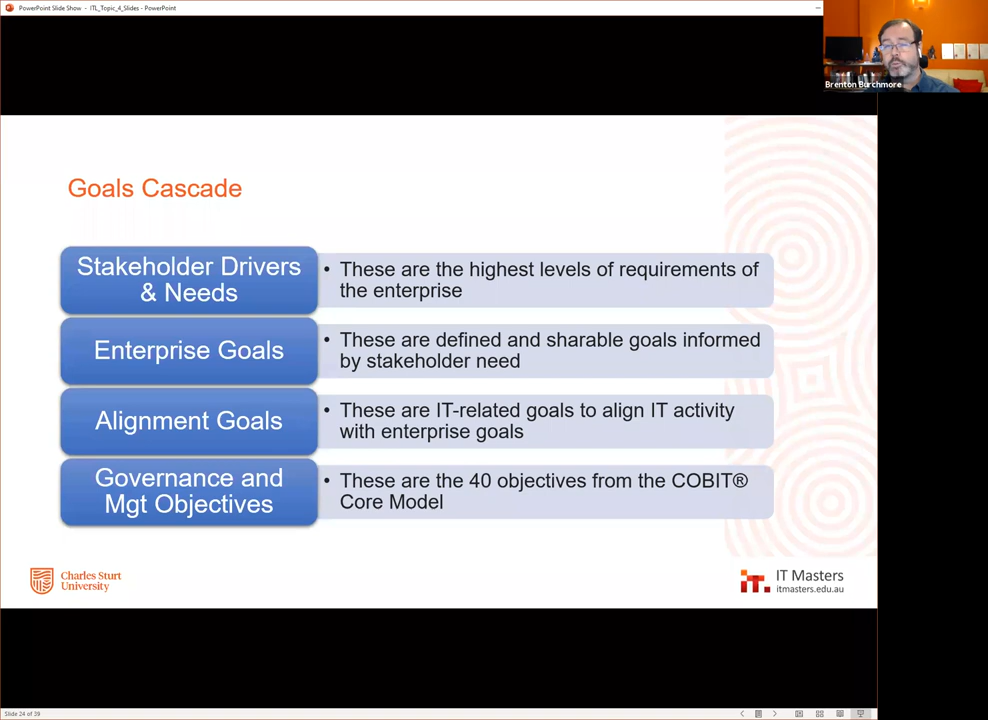 PowerPoint Slide Show - ITL_Topic_4_Slides - PowerPoint
Brenton Burchmore
Goals Cascade
Stakeholder Drivers
& Needs
• These are the highest levels of requirements of
the enterprise
Enterprise Goals
• These are defined and sharable goals informed
by stakeholder need
Alignment Goals
• These are IT-related goals to align IT activity
with enterprise goals
Governance and
Mgt Objectives
• These are the 40 objectives from the COBIT®
Core Model
Charles Sturt
University
iT.
IT Masters
itmasters.edu.au
Slide 24 of 39